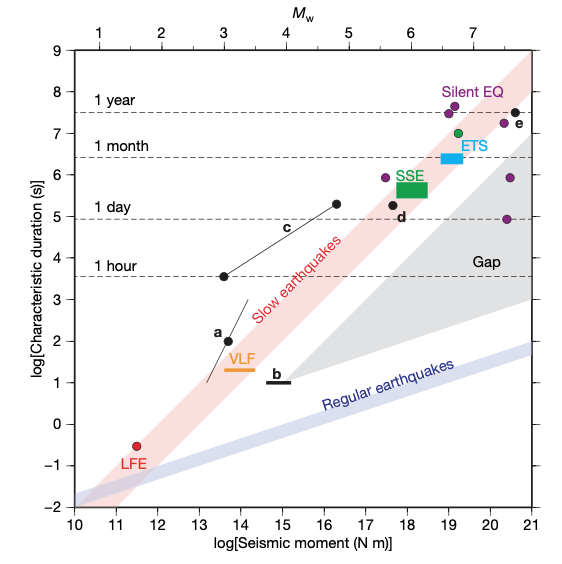 Mw
1 2 3 4 5 6 7
9
8
7
6
5
4
3
2
1
0
−1
−2
log[Characteristic duration (s)]
Silent EQ
1 year
e
1 month
ETS
SSE
1 day
d
c
Gap
1 hour
Slow earthquakes
a
VLF
b
Regular earthquakes
LFE
10 11 12 13 14 15 16 17 18 19 20 21
log[Seismic moment (N m)]